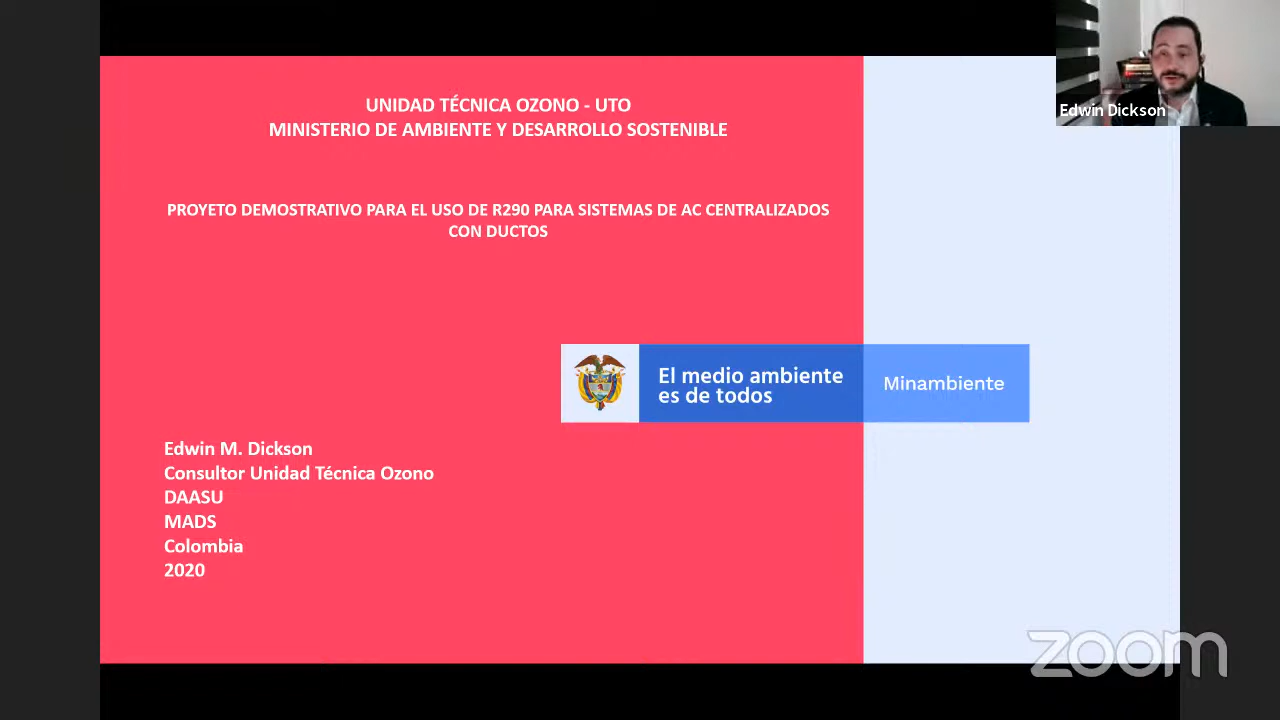 UNIDAD TÉCNICA OZONO - UTO
MINISTERIO DE AMBIENTE Y DESARROLLO SOSTENIBLE
PROYETO DEMOSTRATIVO PARA EL USO DE R290 PARA SISTEMAS DE AC CENTRALIZADOS
CON DUCTOS
El medio ambiente
es de todos
Minambiente
Edwin M. Dickson
Consultor Unidad Técnica Ozono
DAASU
MADS
Colombia
2020
Edwin Dickson
zoom